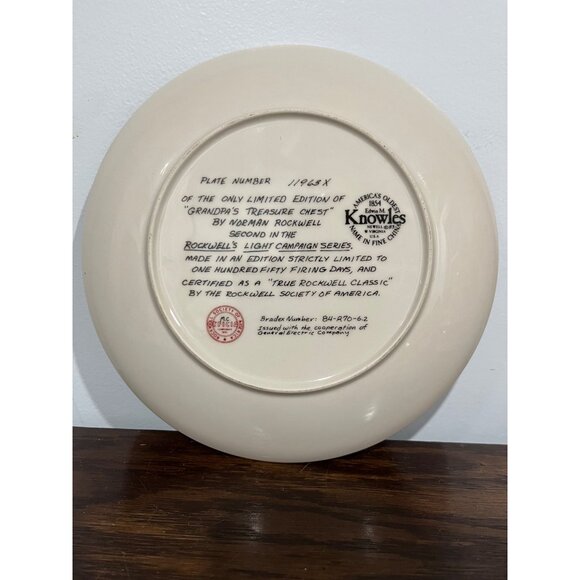 PLATE NUMBER 11968X
OF THE ONLY LIMITED EDITION OF
"GRANDPA'S TREASURE CHEST"
BY NORMAN ROCKWELL
SECOND IN THE
ROCKWELL'S LIGHT CAMPAIGN SERIES.
MADE IN AN EDITION STRICTLY LIMITED TO
ONE HUNDRED FIFTY FIRING DAYS, AND
CERTIFIED AS A "TRUE ROCKWELL CLASSIC"
BY THE ROCKWELL SOCIETY OF AMERICA.
AMERICA'S OLDEST
1854
Edwin M.
Knowles
NEWELL
W VIRGINIA
U.S.A.
NAME IN FINE CHINA
Bradex Number: 84-R70-6.2
Issued with the cooperation of
General Electric Company